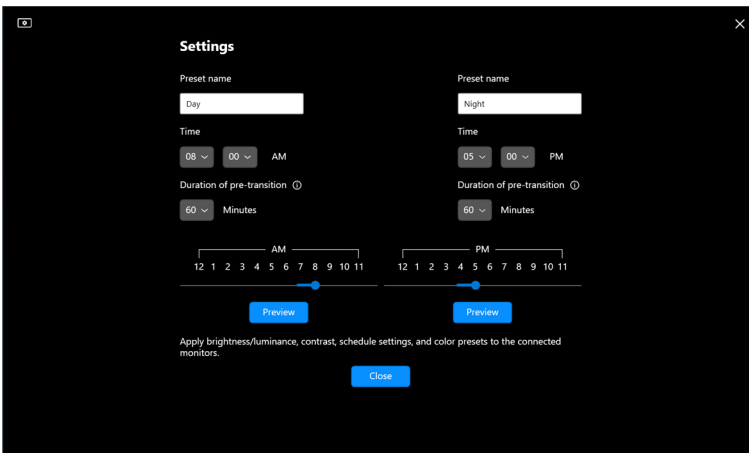 Settings
Preset name
Preset name
Day
Night
Time
Time
08 00 AM
05 00 PM
Duration of pre-transition
Duration of pre-transition
60 Minutes
60 Minutes
AM
PM
12 1 2 3 4 5 6 7 8 9 10 11
12 1 2 3 4 5 6 7 8 9 10 11
Preview
Preview
Apply brightness/luminance, contrast, schedule settings, and color presets to the connected
monitors.
Close